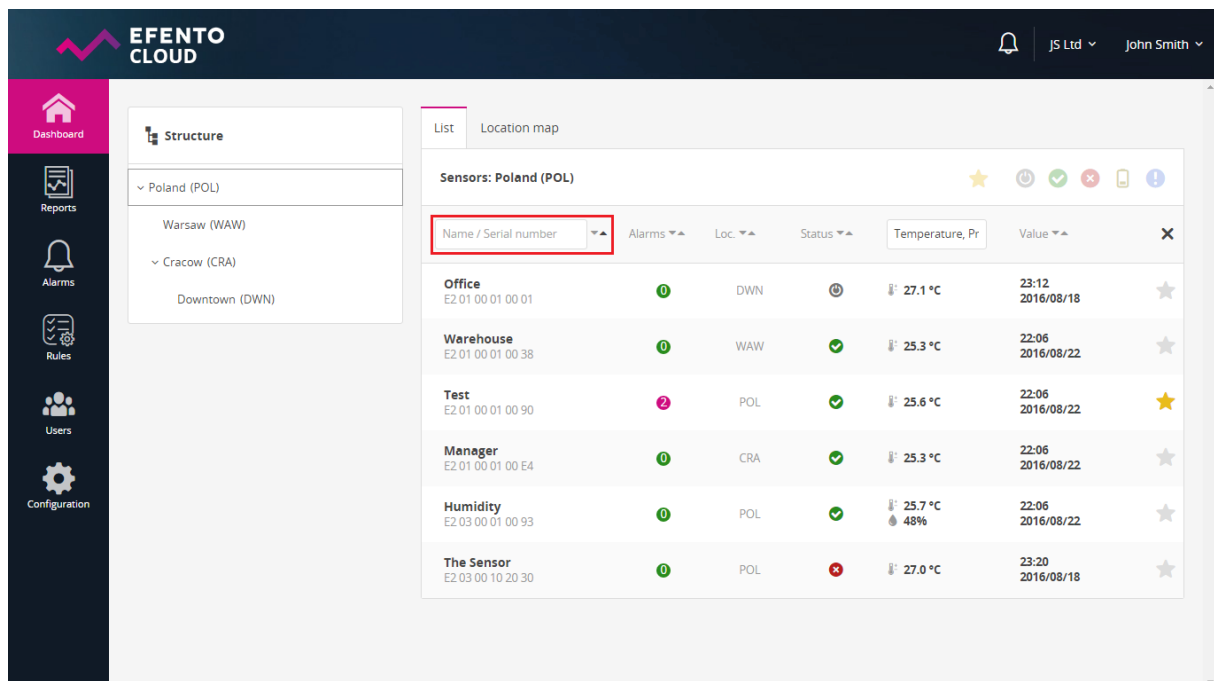 EFENTO
CLOUD
JS Ltd
John Smith
Dashboard
Reports
Alarms
Rules
Users
Configuration
Structure
Poland (POL)
Warsaw (WAW)
Cracow (CRA)
Downtown (DWN)
List Location map
Sensors: Poland (POL)
Name / Serial number Alarms Loc. Status Temperature, Pr Value
Office
E2 01 00 01 00 01
0 DWN 27.1 °C
23:12
2016/08/18
Warehouse
E2 01 00 01 00 38
0 WAW 25.3 °C
22:06
2016/08/22
Test
E2 01 00 01 00 90
2 POL 25.6 °C
22:06
2016/08/22
Manager
E2 01 00 01 00 E4
0 CRA 25.3 °C
22:06
2016/08/22
Humidity
E2 03 00 01 00 93
0 POL
25.7 °C
48%
22:06
2016/08/22
The Sensor
E2 03 00 10 20 30
0 POL 27.0 °C
23:20
2016/08/18